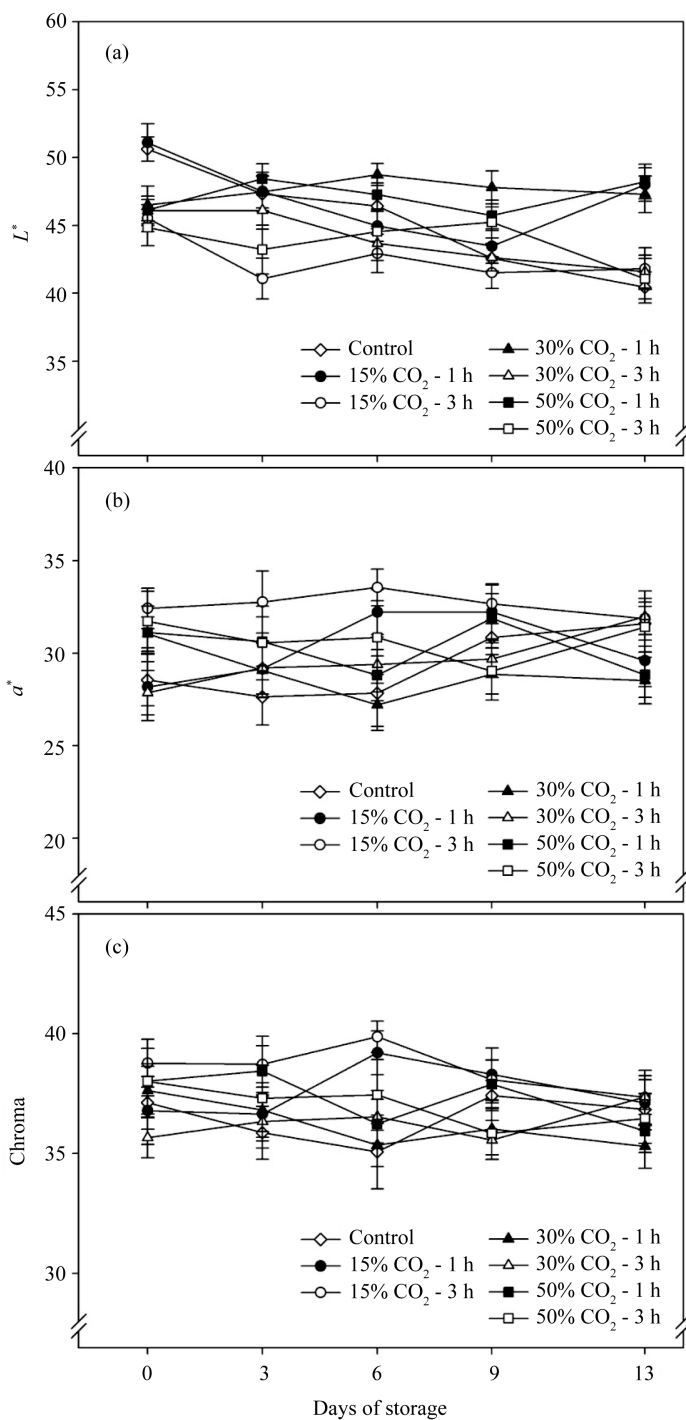 60
(a)
55
50
45
L*
40
35
Control
15% CO₂ - 1 h
15% CO₂ - 3 h
30% CO₂ - 1 h
30% CO₂ - 3 h
50% CO₂ - 1 h
50% CO₂ - 3 h
40
(b)
35
30
a*
25
20
Control
15% CO₂ - 1 h
15% CO₂ - 3 h
30% CO₂ - 1 h
30% CO₂ - 3 h
50% CO₂ - 1 h
50% CO₂ - 3 h
45
(c)
40
35
Chroma
30
Control
15% CO₂ - 1 h
15% CO₂ - 3 h
30% CO₂ - 1 h
30% CO₂ - 3 h
50% CO₂ - 1 h
50% CO₂ - 3 h
0 3 6 9 13
Days of storage